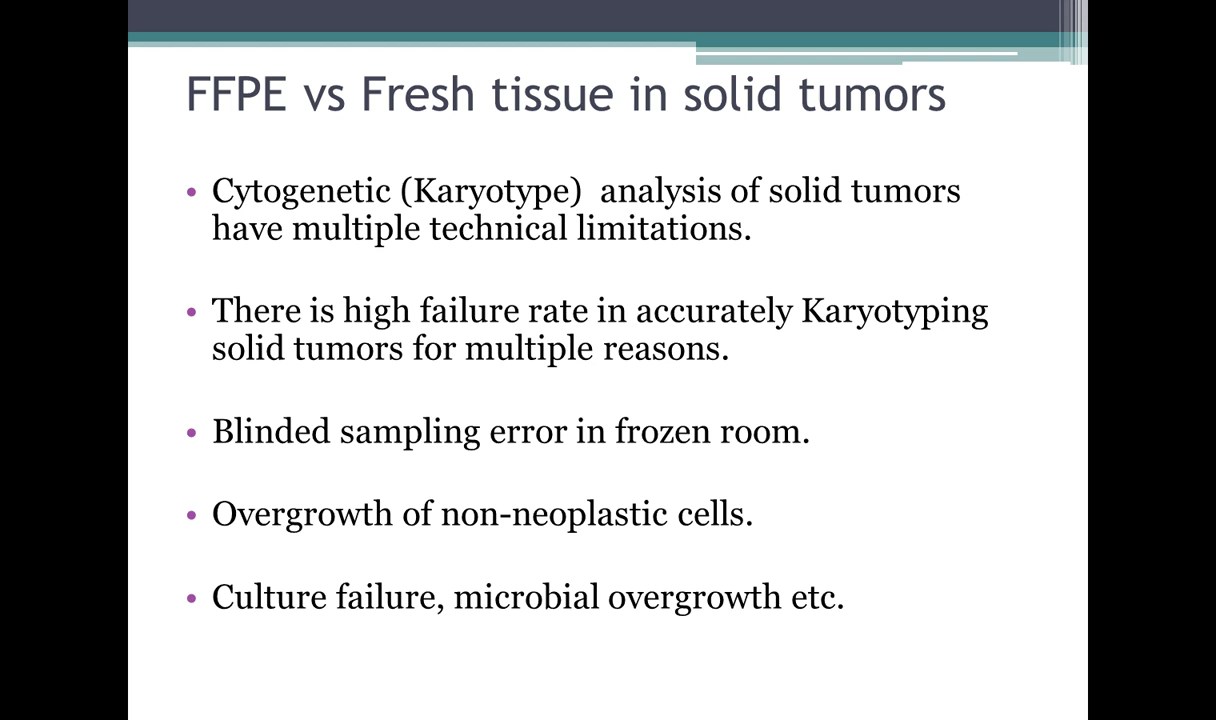 FFPE vs Fresh tissue in solid tumors
• Cytogenetic (Karyotype)  analysis of solid tumors
have multiple technical limitations.
• There is high failure rate in accurately Karyotyping
solid tumors for multiple reasons.
• Blinded sampling error in frozen room.
• Overgrowth of non-neoplastic cells.
• Culture failure, microbial overgrowth etc.